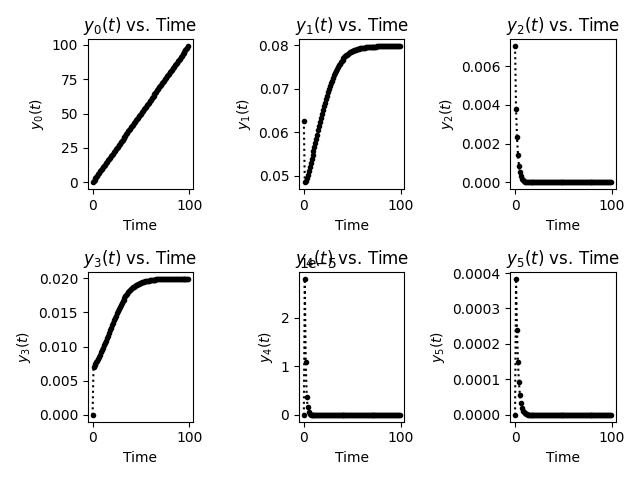 y₀(t) vs. Time
100
75
50
25
0
y₀(t)
0
100
Time
y₁(t) vs. Time
0.08
0.07
0.06
0.05
y₁(t)
0
100
Time
y₂(t) vs. Time
0.006
0.004
0.002
0.000
y₂(t)
0
100
Time
y₃(t) vs. Time
0.020
0.015
0.010
0.005
0.000
y₃(t)
0
100
Time
y₄(t) vs. Time
1e−5
2
1
0
y₄(t)
0
100
Time
y₅(t) vs. Time
0.0004
0.0003
0.0002
0.0001
0.0000
y₅(t)
0
100
Time